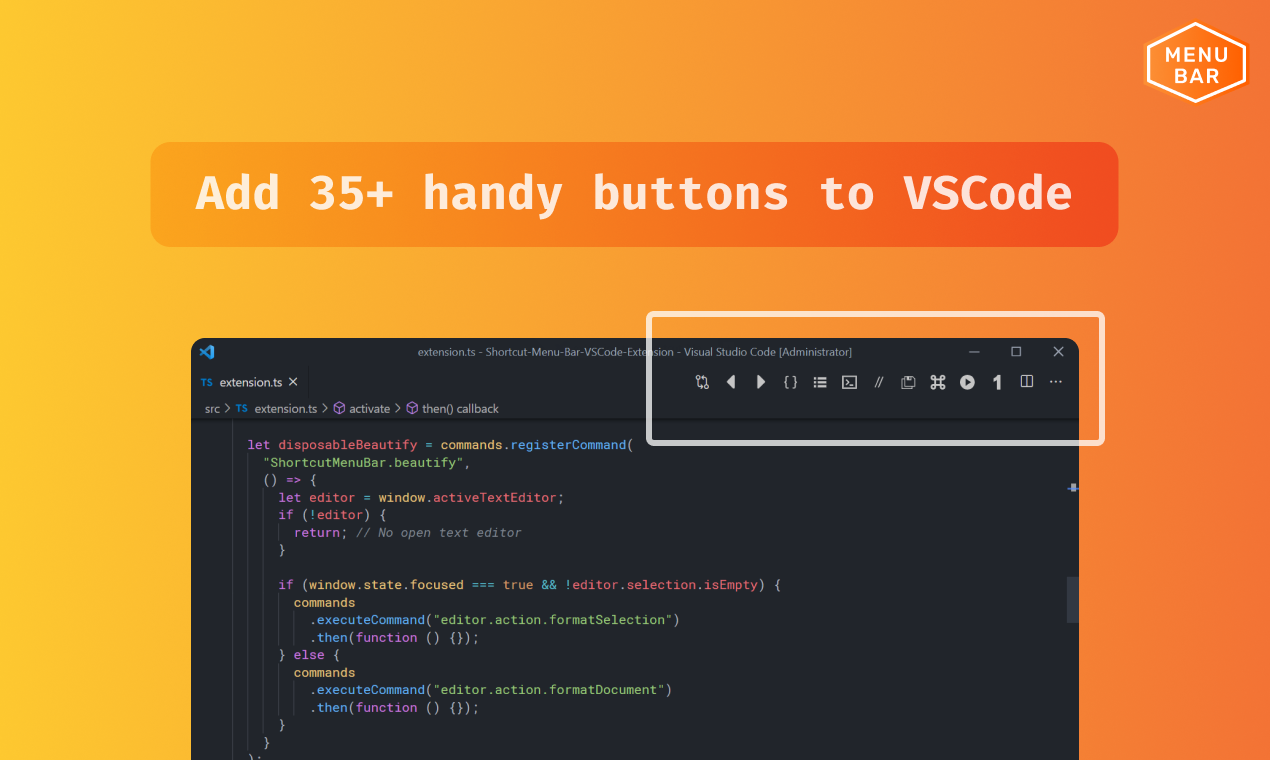 MENU
BAR
Add 35+ handy buttons to VSCode
extension.ts - Shortcut-Menu-Bar-VSCode-Extension - Visual Studio Code [Administrator]
TS extension.ts
src > TS extension.ts > activate > then() callback
let disposableBeautify = commands.registerCommand(
"ShortcutMenuBar.beautify",
() => {
let editor = window.activeTextEditor;
if (!editor) {
return; // No open text editor
}
if (window.state.focused === true && !editor.selection.isEmpty) {
commands
.executeCommand("editor.action.formatSelection")
.then(function () {});
} else {
commands
.executeCommand("editor.action.formatDocument")
.then(function () {});
}
}
);